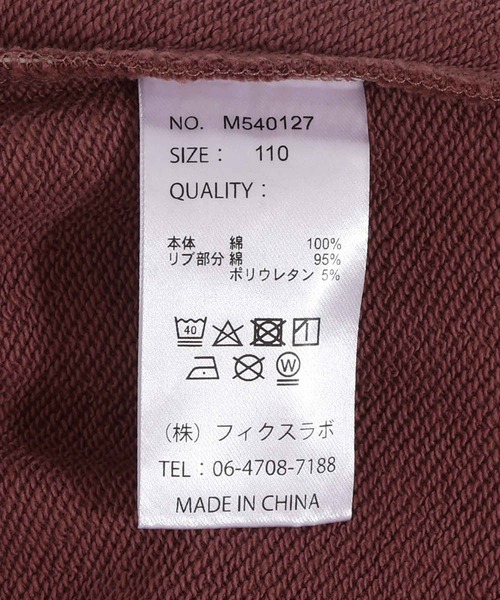 NO. M540127
SIZE : 110
QUALITY :
本体 綿 100%
リブ部分 綿 95%
ポリウレタン 5%
40
W
(株) フィクスラボ
TEL : 06-4708-7188
MADE IN CHINA